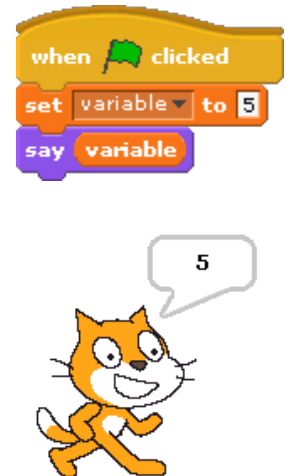 when clicked
set variable to 5
say variable
5